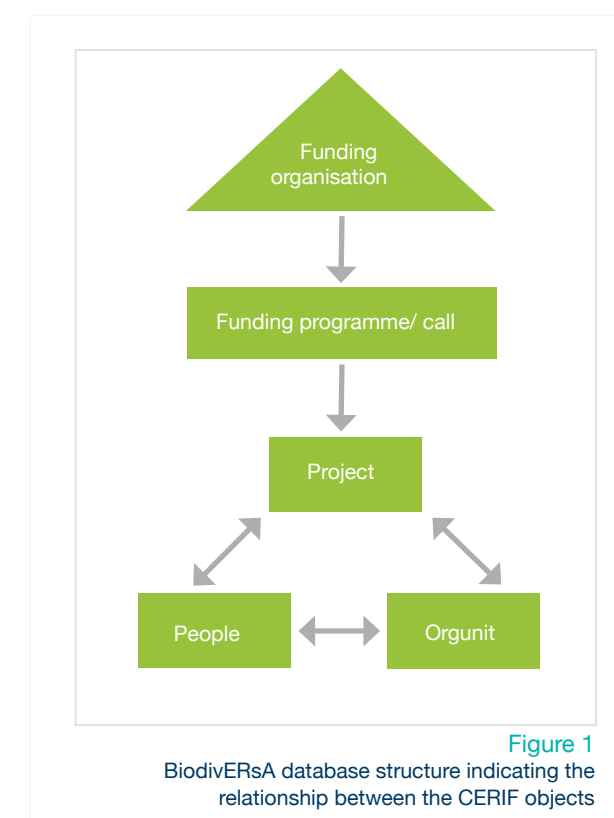 Funding
organisation
Funding programme/ call
Project
People
Orgunit
Figure 1
BiodivERsA database structure indicating the
relationship between the CERIF objects